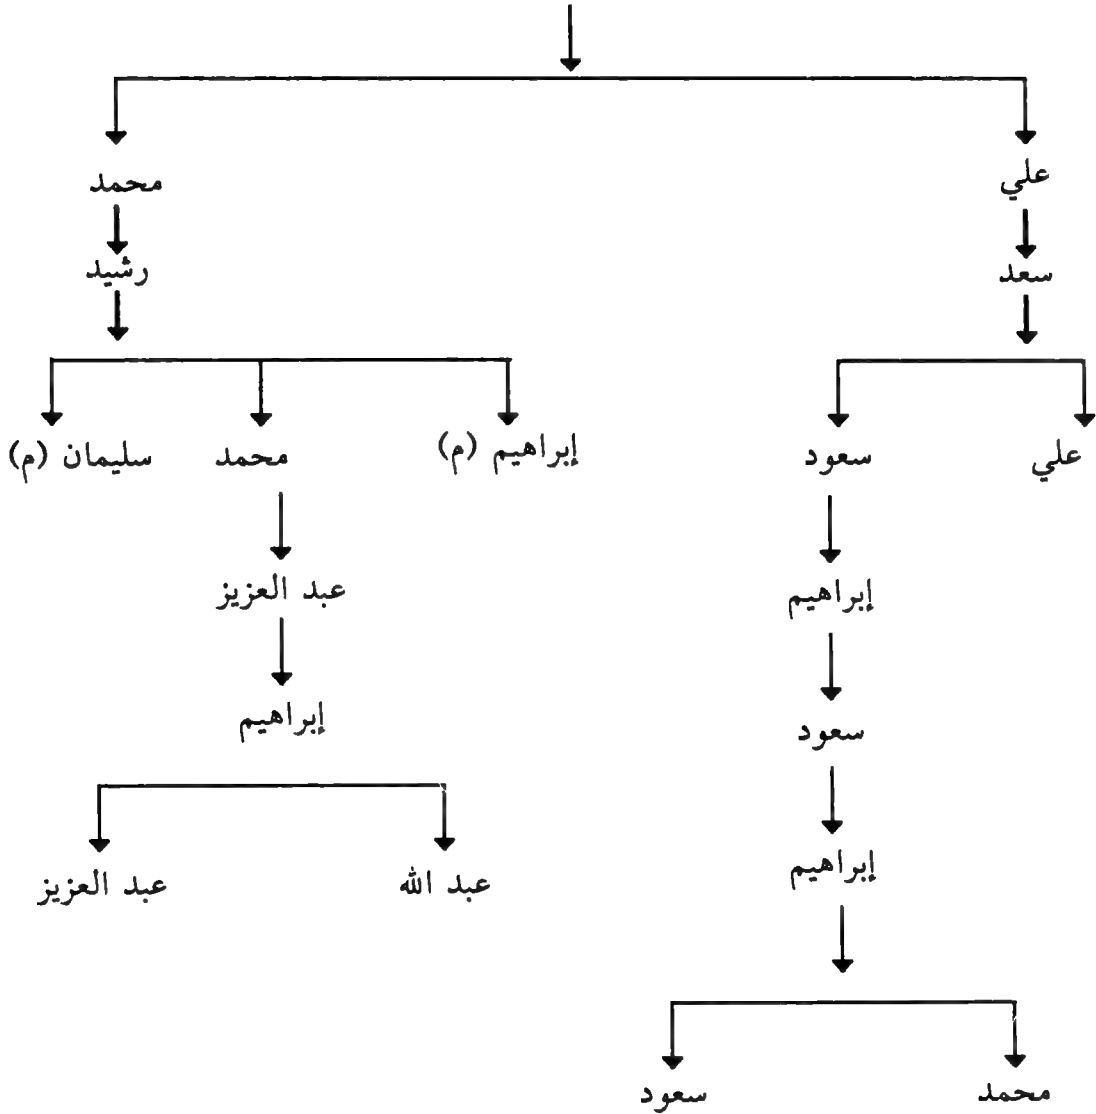 علي محمد
سعد رشيد
علي سعود إبراهيم (م) محمد سليمان (م)
إبراهيم عبد العزيز
سعود إبراهيم
إبراهيم عبد الله عبد العزيز
محمد سعود